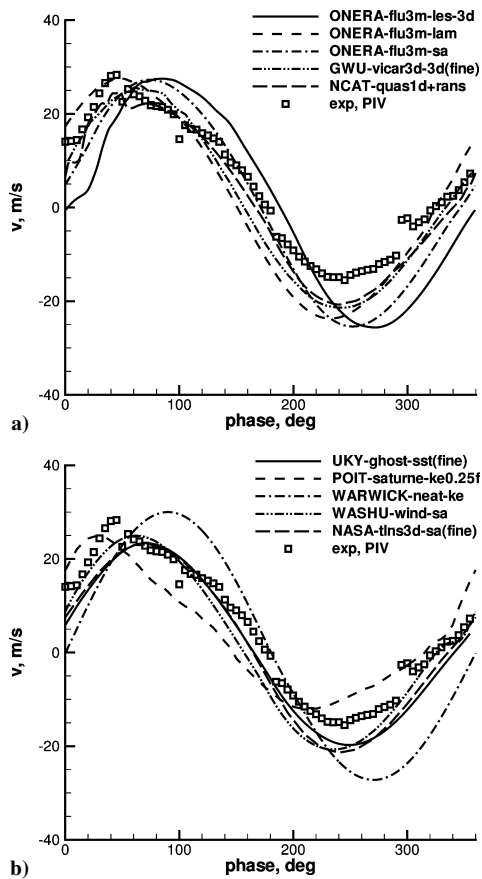 ONERA-flu3m-les-3d
ONERA-flu3m-lam
ONERA-flu3m-sa
GWU-vicar3d-3d(fine)
NCAT-quas1d+rans
exp, PIV
40
20
0
-20
-40
v, m/s
0
100
200
300
phase, deg
a)
UKY-ghost-sst(fine)
POIT-saturne-ke0.25f
WARWICK-neat-ke
WASHU-wind-sa
NASA-tlns3d-sa(fine)
exp, PIV
40
20
0
-20
-40
v, m/s
0
100
200
300
phase, deg
b)